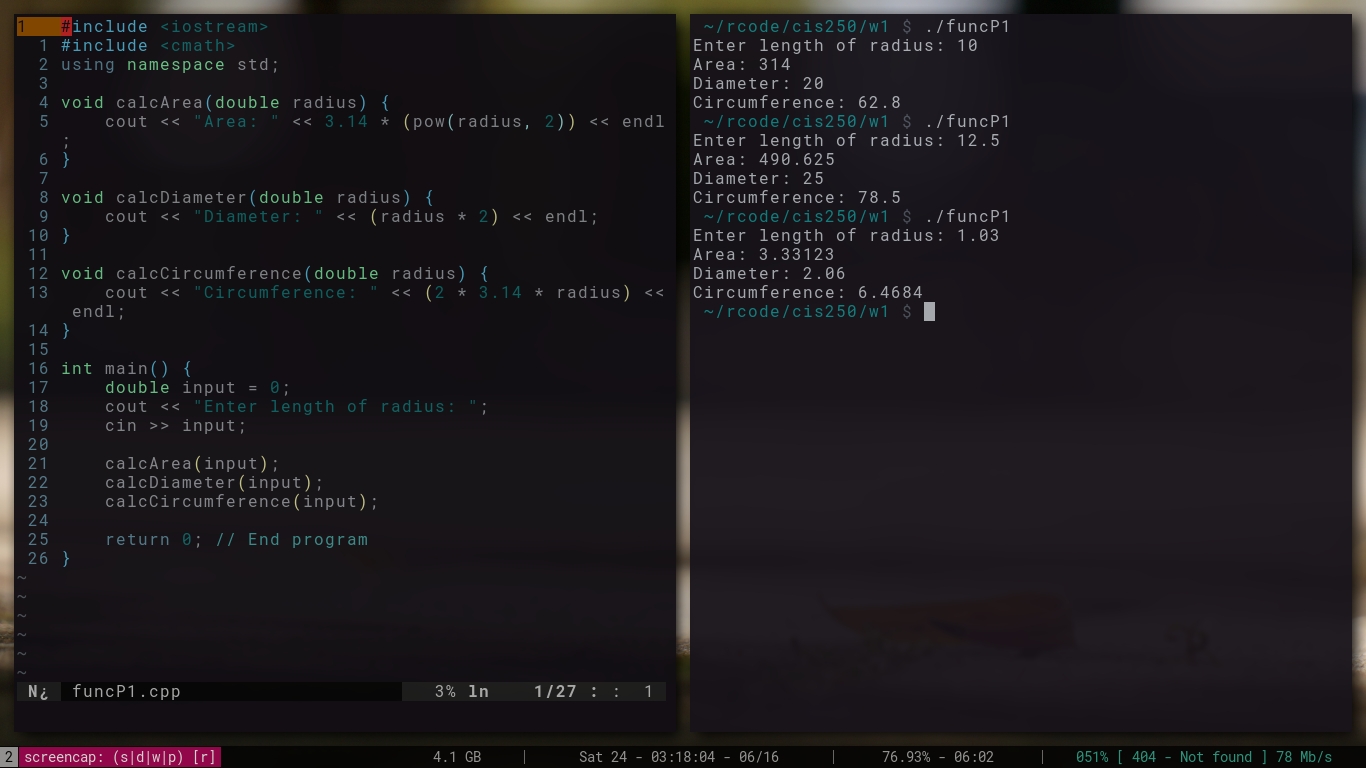 1   #include <iostream>
1 #include <cmath>
2 using namespace std;
3
4 void calcArea(double radius) {
5     cout << "Area: " << 3.14 * (pow(radius, 2)) << endl
;
6 }
7
8 void calcDiameter(double radius) {
9     cout << "Diameter: " << (radius * 2) << endl;
10 }
11
12 void calcCircumference(double radius) {
13     cout << "Circumference: " << (2 * 3.14 * radius) <<
endl;
14 }
15
16 int main() {
17     double input = 0;
18     cout << "Enter length of radius: ";
19     cin >> input;
20
21     calcArea(input);
22     calcDiameter(input);
23     calcCircumference(input);
24
25     return 0; // End program
26 }
~
~
~
~
~
~
N¿ funcP1.cpp 3% ln 1/27 : : 1
~/rcode/cis250/w1 $ ./funcP1
Enter length of radius: 10
Area: 314
Diameter: 20
Circumference: 62.8
~/rcode/cis250/w1 $ ./funcP1
Enter length of radius: 12.5
Area: 490.625
Diameter: 25
Circumference: 78.5
~/rcode/cis250/w1 $ ./funcP1
Enter length of radius: 1.03
Area: 3.33123
Diameter: 2.06
Circumference: 6.4684
~/rcode/cis250/w1 $
2 screencap: (s|d|w|p) [r] 4.1 GB | Sat 24 - 03:18:04 - 06/16 | 76.93% - 06:02 | 051% [ 404 - Not found ] 78 Mb/s